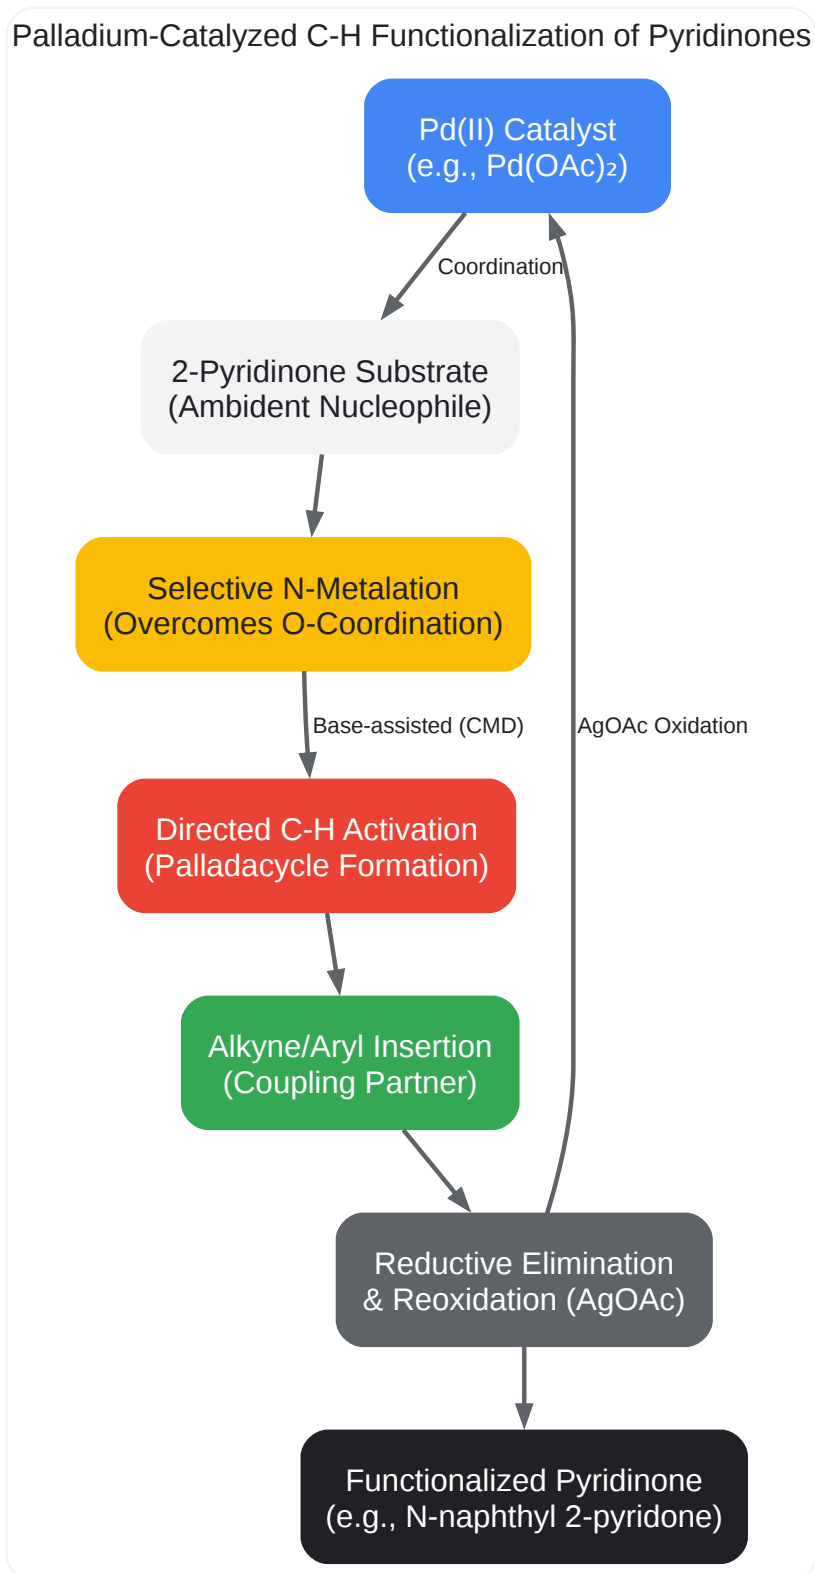 Palladium-Catalyzed C-H Functionalization of Pyridinones
Pd(II) Catalyst
(e.g., Pd(OAc)₂)
Coordination
2-Pyridinone Substrate
(Ambident Nucleophile)
Selective N-Metalation
(Overcomes O-Coordination)
Base-assisted (CMD)
AgOAc Oxidation
Directed C-H Activation
(Palladacycle Formation)
Alkyne/Aryl Insertion
(Coupling Partner)
Reductive Elimination
& Reoxidation (AgOAc)
Functionalized Pyridinone
(e.g., N-naphthyl 2-pyridone)